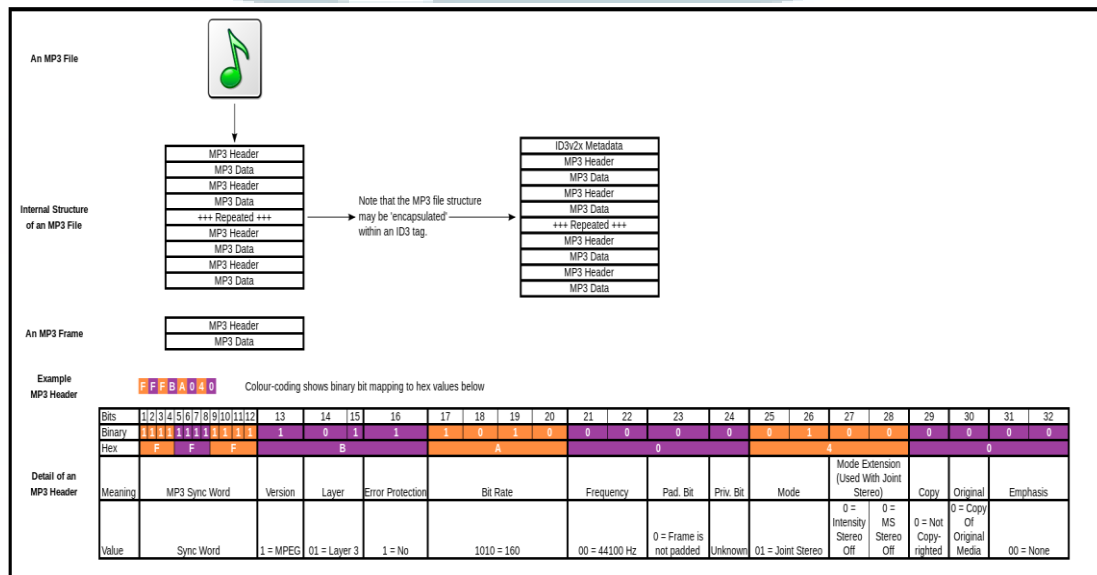 An MP3 File
MP3 Header
MP3 Data
MP3 Header
MP3 Data
+++ Repeated +++
MP3 Header
MP3 Data
MP3 Header
MP3 Data
Internal Structure
of an MP3 File
Note that the MP3 file structure
may be 'encapsulated'
within an ID3 tag.
ID3v2x Metadata
MP3 Header
MP3 Data
MP3 Header
MP3 Data
+++ Repeated +++
MP3 Header
MP3 Data
MP3 Header
MP3 Data
An MP3 Frame
MP3 Header
MP3 Data
Example
MP3 Header
F F F B A 0 4 0
Colour-coding shows binary bit mapping to hex values below
Detail of an
MP3 Header
Bits 1 2 3 4 5 6 7 8 9 10 11 12 13 14 15 16 17 18 19 20 21 22 23 24 25 26 27 28 29 30 31 32
Binary 1 1 1 1 1 1 1 1 1 1 1 1 1 0 1 1 1 0 1 0 0 0 0 0 0 1 0 0 0 0 0 0
Hex F F F B A 0 4 0
Meaning MP3 Sync Word Version Layer Error Protection Bit Rate Frequency Pad. Bit Priv. Bit Mode
Mode Extension
(Used With Joint
Stereo)
Copy Original Emphasis
Value Sync Word 1 = MPEG 01 = Layer 3 1 = No 1010 = 160 00 = 44100 Hz
0 = Frame is
not padded
Unknown 01 = Joint Stereo
0 =
Intensity
Stereo
Off
0 =
MS
Stereo
Off
0 = Not
Copy-
righted
0 = Copy
Of
Original
Media
00 = None